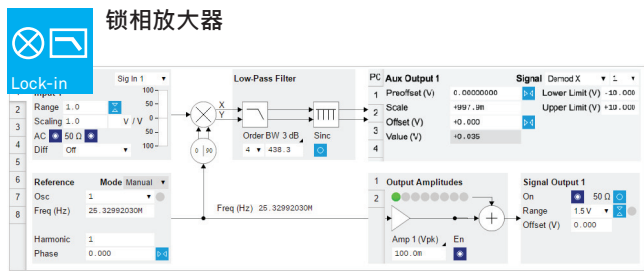 锁相放大器
Lock-in
Sig In 1
Range 1.0
Scaling 1.0 V / V
AC 50 Ω
Diff Off
100
50
0
50
100
X
Y
0 90
Low-Pass Filter
Order BW 3 dB Sinc
4 438.3
PC Aux Output 1 Signal Demod X 1
Preoffset (V) 0.00000000 Lower Limit (V) -10.000
Scale +997.9m Upper Limit (V) +10.000
Offset (V) +0.000
Value (V) +0.035
2
3
4
5
6
7
8
1
2
3
4
Reference Mode Manual
Osc 1
Freq (Hz) 25.32992030M
Harmonic 1
Phase 0.000
Freq (Hz) 25.32992030M
1 Output Amplitudes
2
Amp 1 (Vpk) En
100.0m
Signal Output 1
On 50 Ω
Range 1.5 V
Offset (V) 0.000